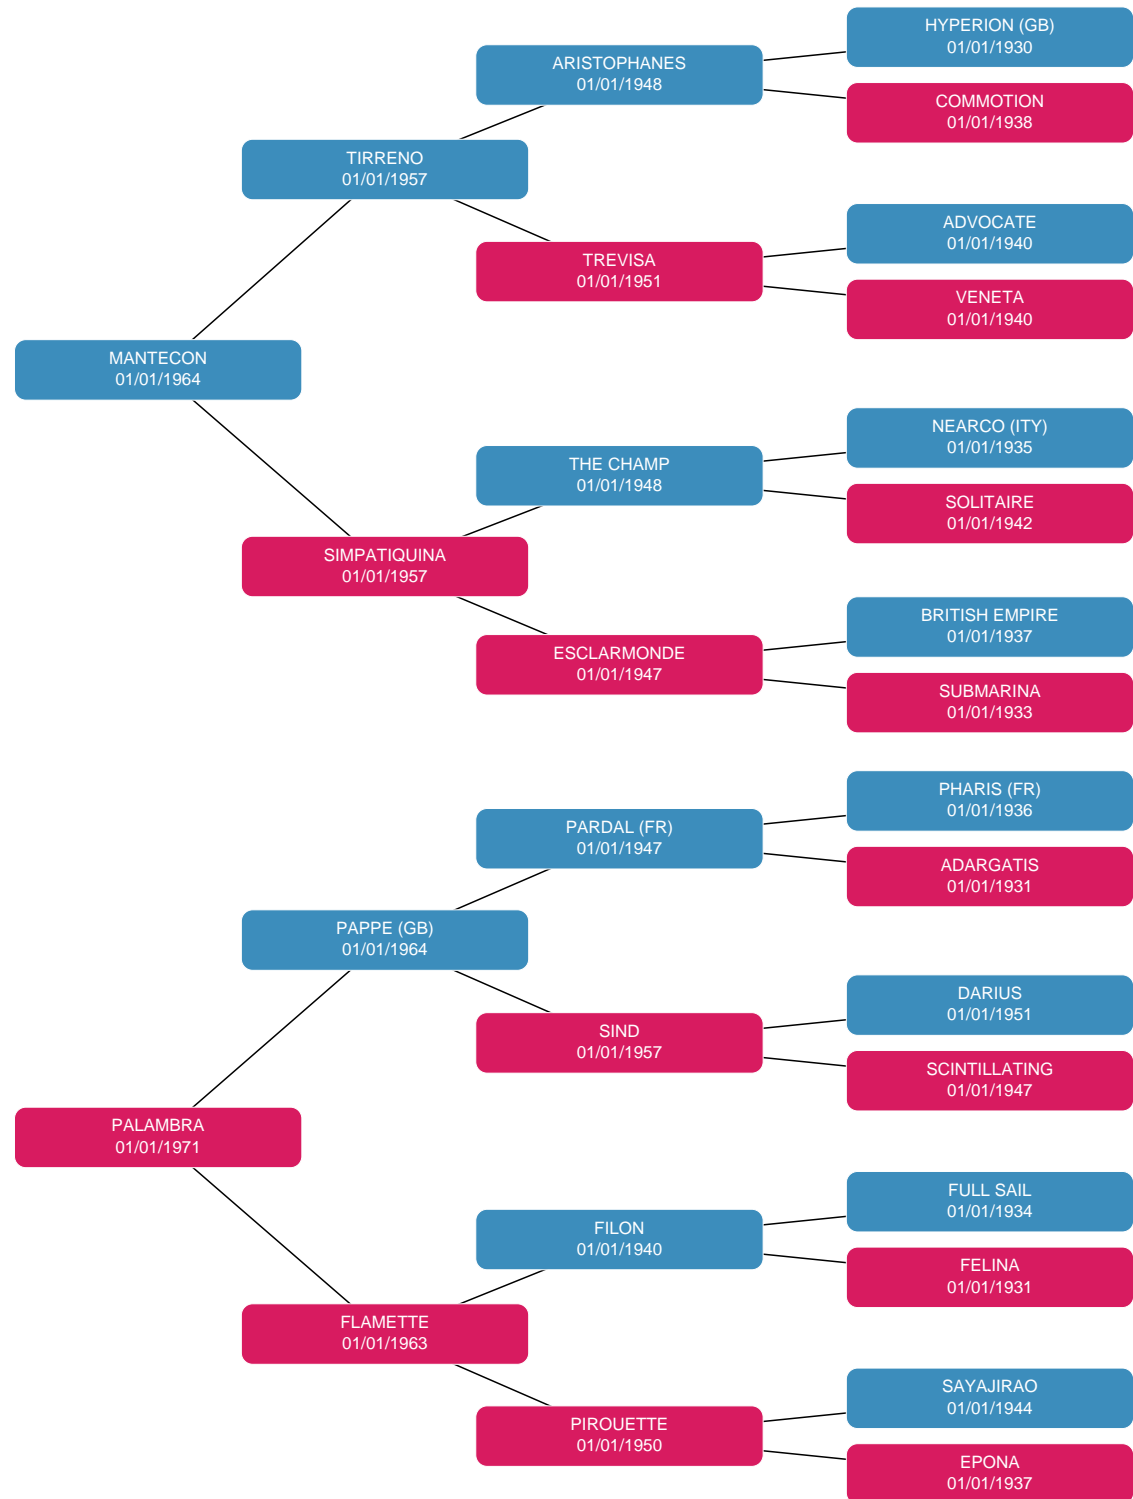 HYPERION (GB)
01/01/1930
ARISTOPHANES
01/01/1948
COMMOTION
01/01/1938
TIRRENO
01/01/1957
ADVOCATE
01/01/1940
TREVISA
01/01/1951
VENETA
01/01/1940
MANTECON
01/01/1964
NEARCO (ITY)
01/01/1935
THE CHAMP
01/01/1948
SOLITAIRE
01/01/1942
SIMPATIQUINA
01/01/1957
BRITISH EMPIRE
01/01/1937
ESCLARMONDE
01/01/1947
SUBMARINA
01/01/1933
PHARIS (FR)
01/01/1936
PARDAL (FR)
01/01/1947
ADARGATIS
01/01/1931
PAPPE (GB)
01/01/1964
DARIUS
01/01/1951
SIND
01/01/1957
SCINTILLATING
01/01/1947
PALAMBRA
01/01/1971
FULL SAIL
01/01/1934
FILON
01/01/1940
FELINA
01/01/1931
FLAMETTE
01/01/1963
SAYAJIRAO
01/01/1944
PIROUETTE
01/01/1950
EPONA
01/01/1937